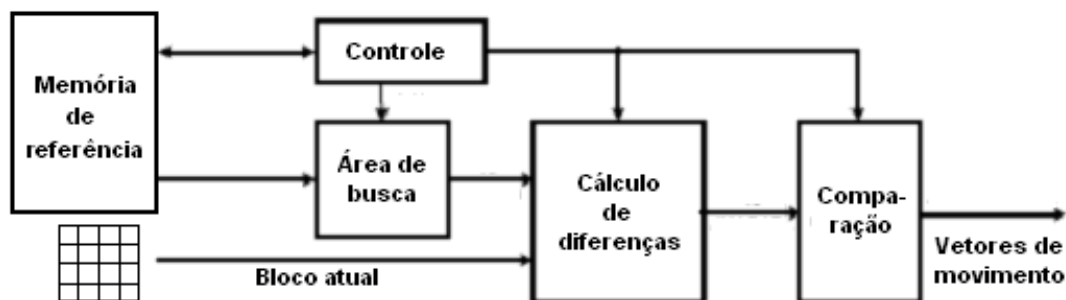 Controle
Memória
de
referência
Área de
busca
Cálculo
de
diferenças
Compa-
ração
Bloco atual
Vetores de
movimento